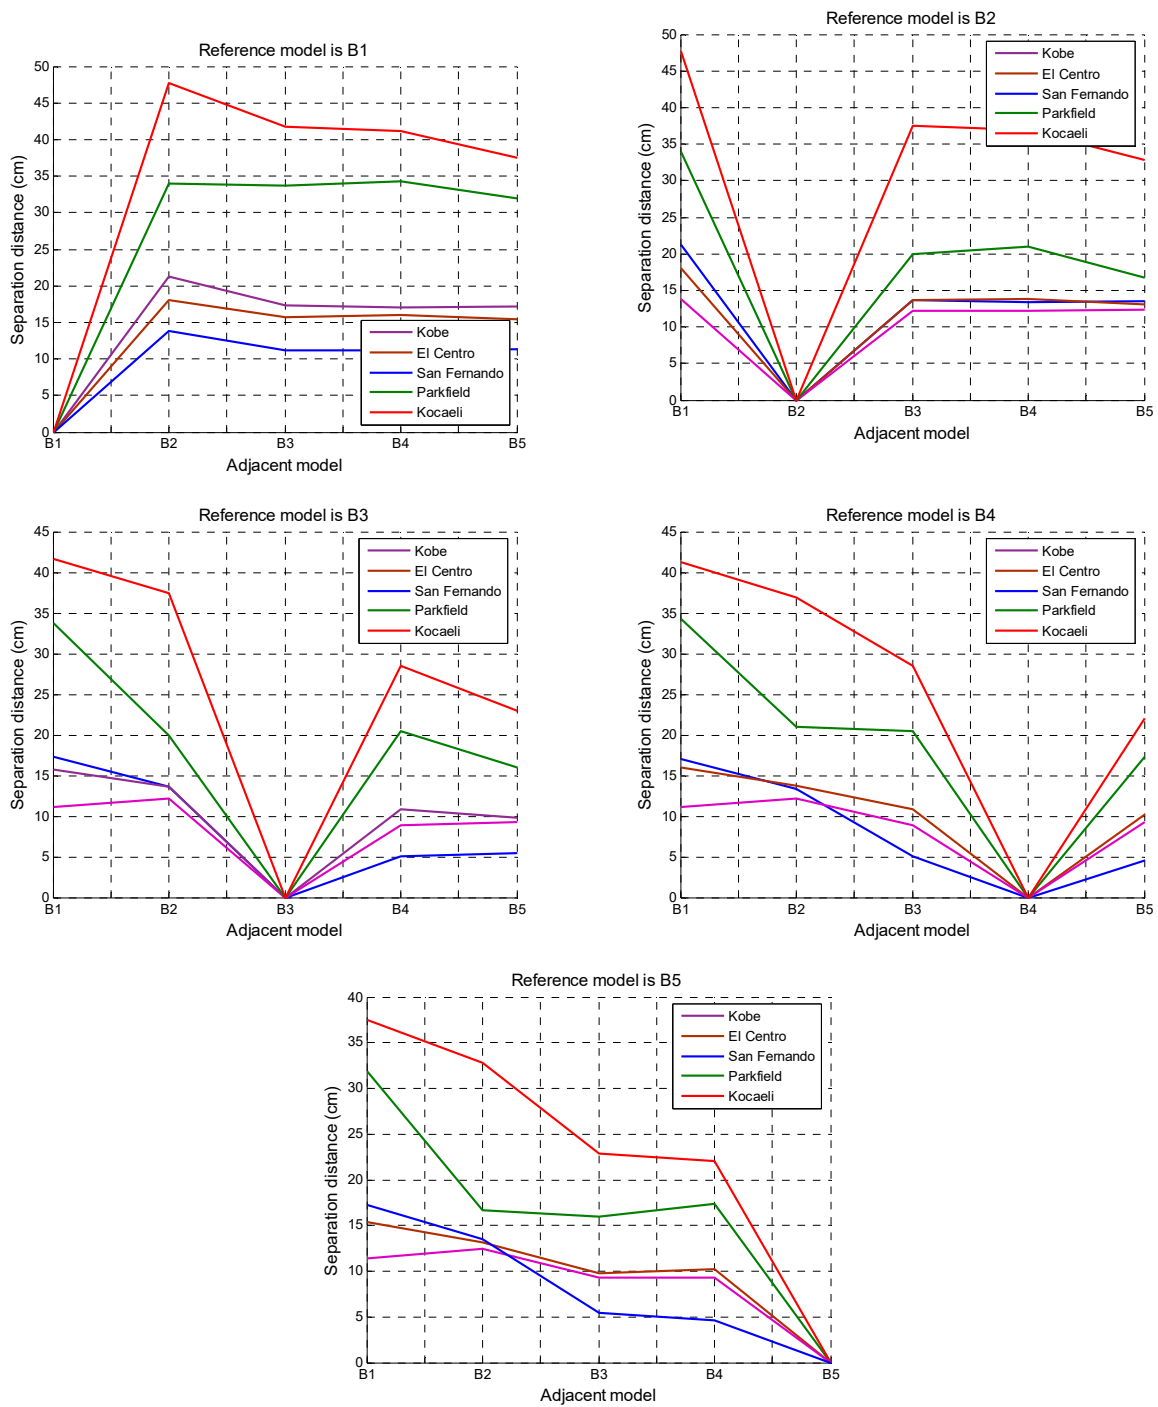 Reference model is B1
50
45
40
35
30
25
20
15
10
5
0
Separation distance (cm)
Kobe
El Centro
San Fernando
Parkfield
Kocaeli
B1 B2 B3 B4 B5
Adjacent model
Reference model is B2
50
45
40
35
30
25
20
15
10
5
0
Separation distance (cm)
Kobe
El Centro
San Fernando
Parkfield
Kocaeli
B1 B2 B3 B4 B5
Adjacent model
Reference model is B3
45
40
35
30
25
20
15
10
5
0
Separation distance (cm)
Kobe
El Centro
San Fernando
Parkfield
Kocaeli
B1 B2 B3 B4 B5
Adjacent model
Reference model is B4
45
40
35
30
25
20
15
10
5
0
Separation distance (cm)
Kobe
El Centro
San Fernando
Parkfield
Kocaeli
B1 B2 B3 B4 B5
Adjacent model
Reference model is B5
40
35
30
25
20
15
10
5
0
Separation distance (cm)
Kobe
El Centro
San Fernando
Parkfield
Kocaeli
B1 B2 B3 B4 B5
Adjacent model